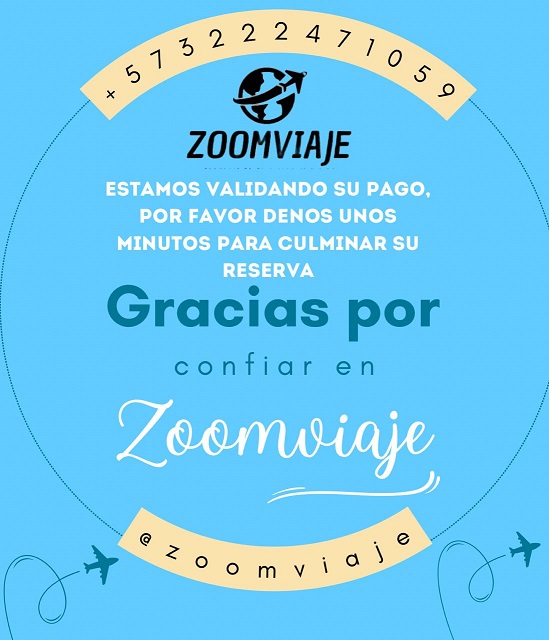 +573222471059
ZOOMVIAJE
ESTAMOS VALIDANDO SU PAGO,
POR FAVOR DENOS UNOS
MINUTOS PARA CULMINAR SU
RESERVA
Gracias por
confiar en
Zoomviaje
@zoomviaje